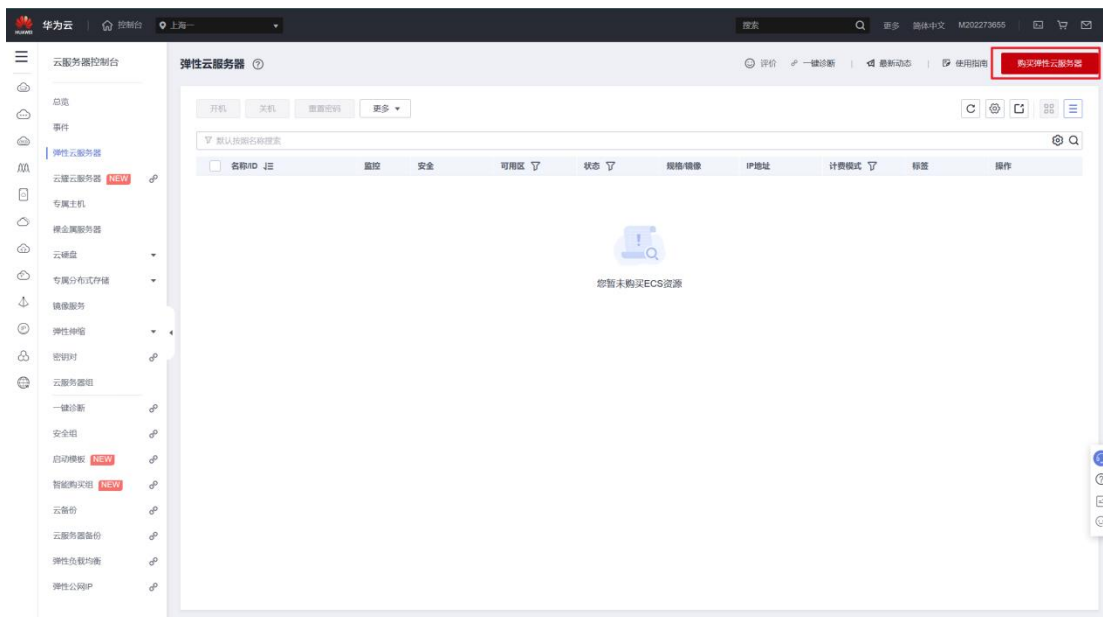 HUAWEI 华为云 控制台 上海一 搜索 更多 简体中文 M202273655
云服务器控制台
总览
事件
弹性云服务器
云耀云服务器 NEW
专属主机
裸金属服务器
云硬盘
专属分布式存储
镜像服务
弹性伸缩
密钥对
云服务器组
一键诊断
安全组
启动模板 NEW
智能购买组 NEW
云备份
云服务器备份
弹性负载均衡
弹性公网IP
弹性云服务器 评价 一键诊断 最新动态 使用指南 购买弹性云服务器
开机 关机 重置密码 更多
默认按照名称搜索
名称/ID 监控 安全 可用区 状态 规格/镜像 IP地址 计费模式 标签 操作
您暂未购买ECS资源